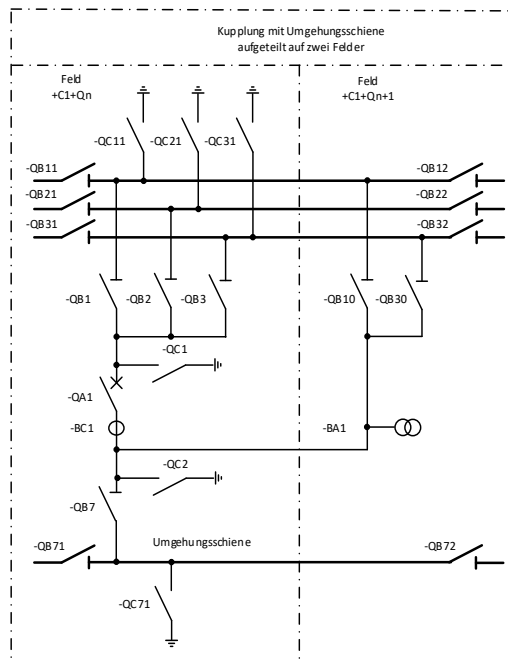 Kupplung mit Umgehungsschiene
aufgeteilt auf zwei Felder
Feld
+C1+Qn
Feld
+C1+Qn+1
-QC11
-QC21
-QC31
-QB11
-QB12
-QB21
-QB22
-QB31
-QB32
-QB1
-QB2
-QB3
-QB10
-QB30
-QC1
-QA1
-BC1
-BA1
-QC2
-QB7
-QB71
Umgehungsschiene
-QB72
-QC71